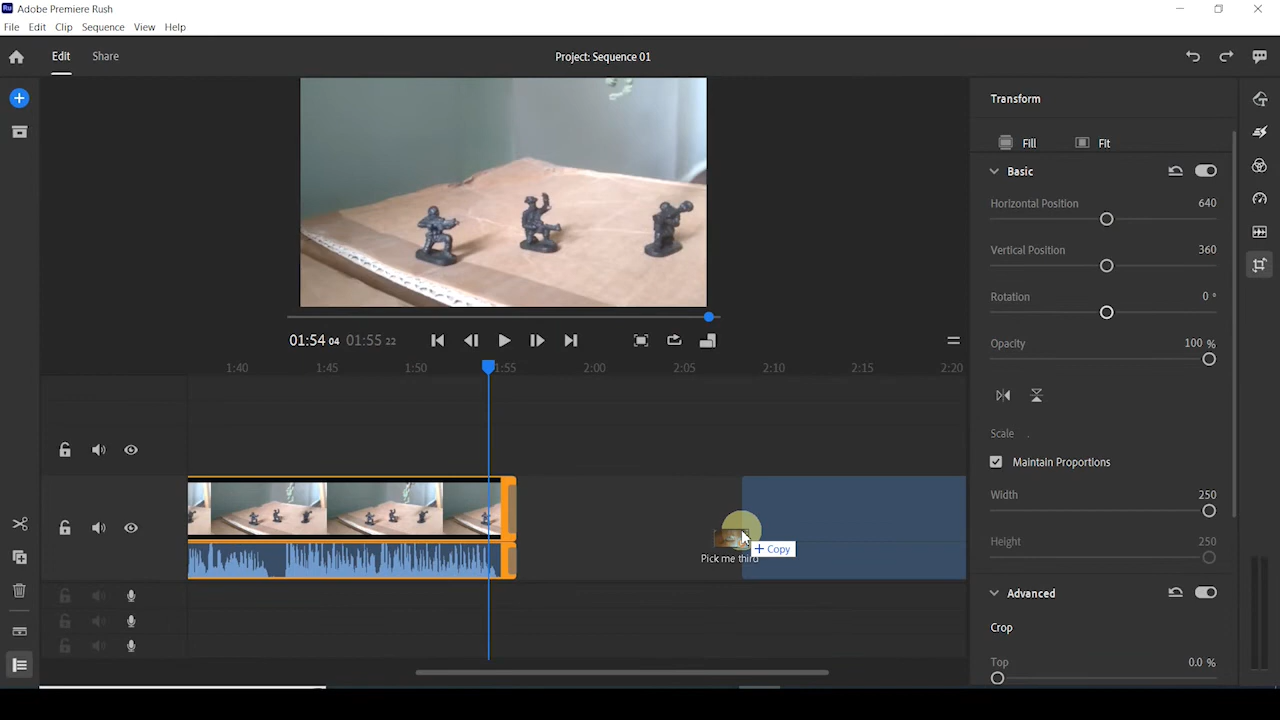 Ru Adobe Premiere Rush
File Edit Clip Sequence View Help
Edit Share Project: Sequence 01
Transform
Fill Fit
Basic
Horizontal Position 640
Vertical Position 360
Rotation 0 °
01:54 04 01:55 22
Opacity 100 %
1:40 1:45 1:50 1:55 2:00 2:05 2:10 2:15 2:20
Scale
Maintain Proportions
Width 250
Height 250
+ Copy
Pick me third
Advanced
Crop
Top 0.0 %